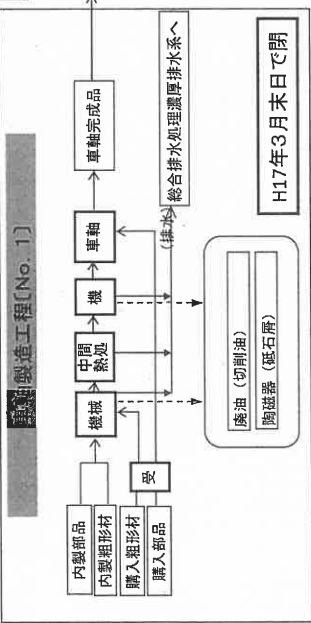 製造工程[No. 1]
内製部品
内製粗形材
購入粗形材
購入部品
受
機械
中間
熱処
機
車軸
車軸完成品
(排水)
総合排水処理濃厚排水系へ
廃油（切削油）
陶磁器（砥石屑）
H17年3月末日で閉